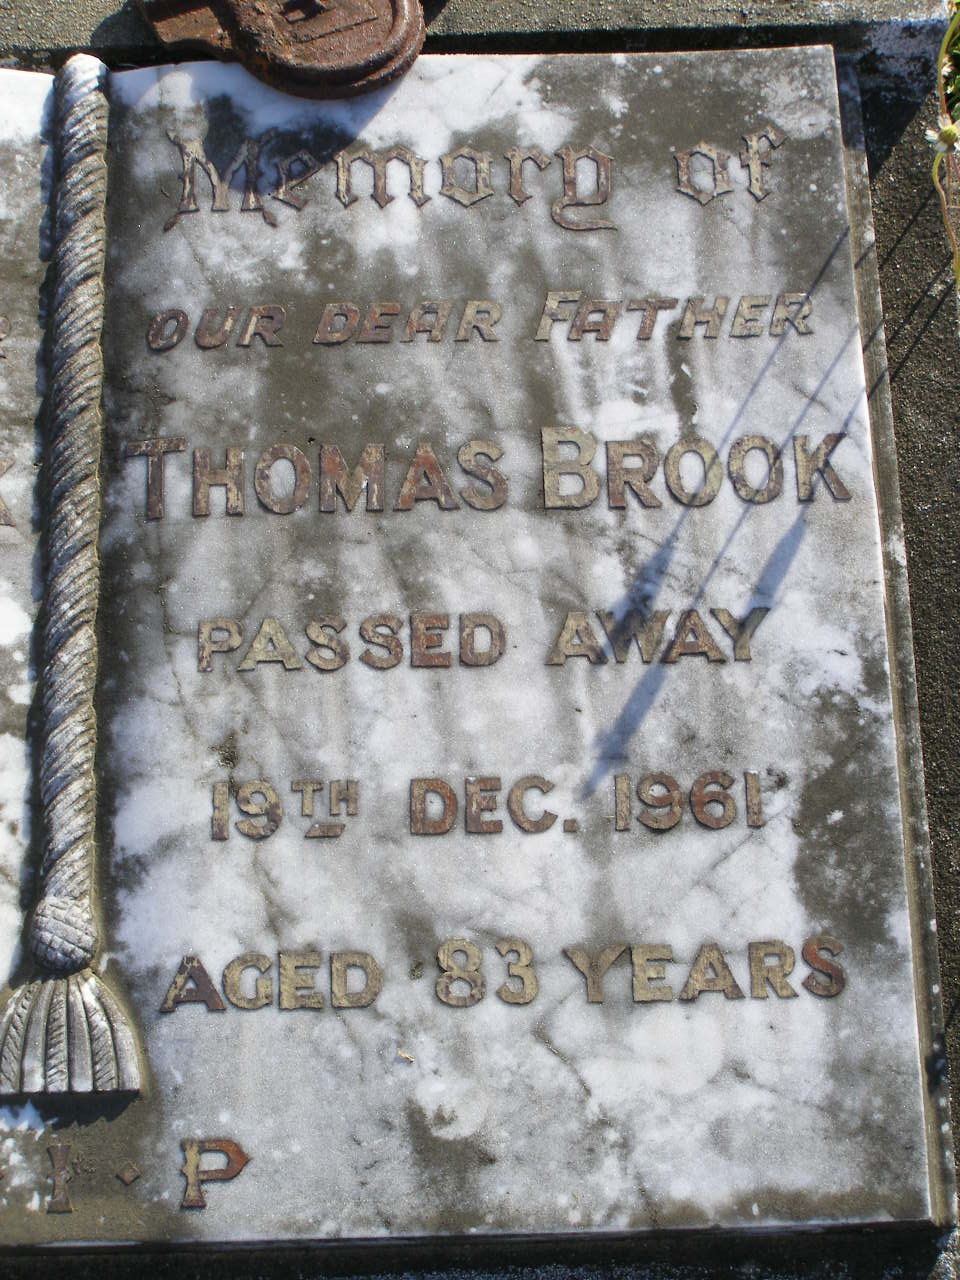 Memory of
OUR DEAR FATHER
THOMAS BROOK
PASSED AWAY
19TH DEC. 1961
AGED 83 YEARS
I · P